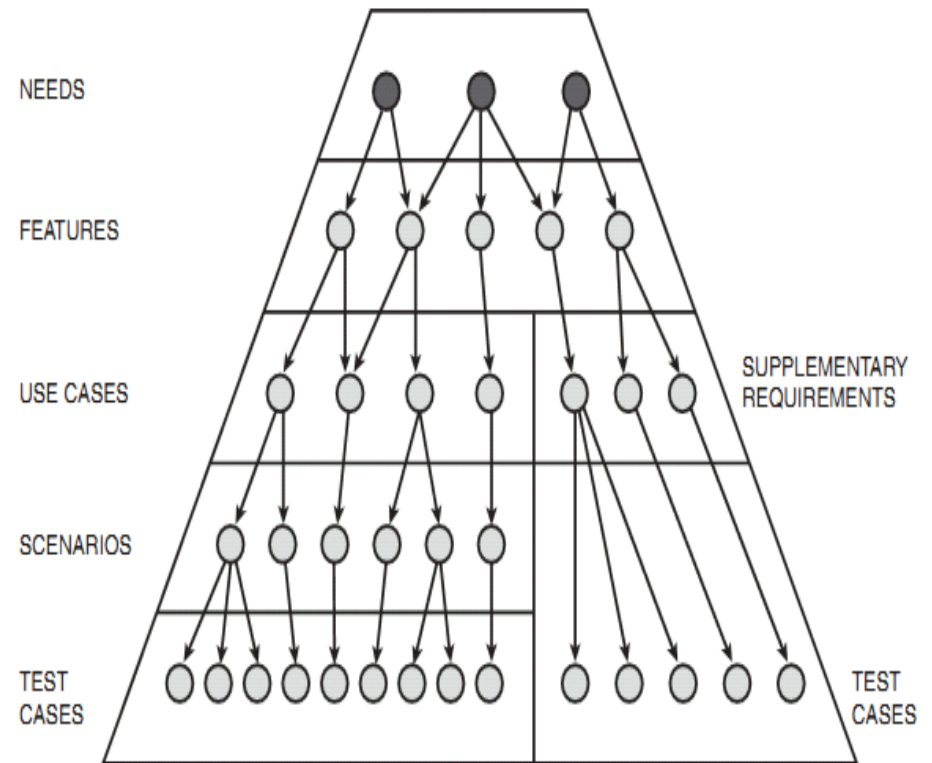 NEEDS
FEATURES
USE CASES
SUPPLEMENTARY
REQUIREMENTS
SCENARIOS
TEST
CASES
TEST
CASES